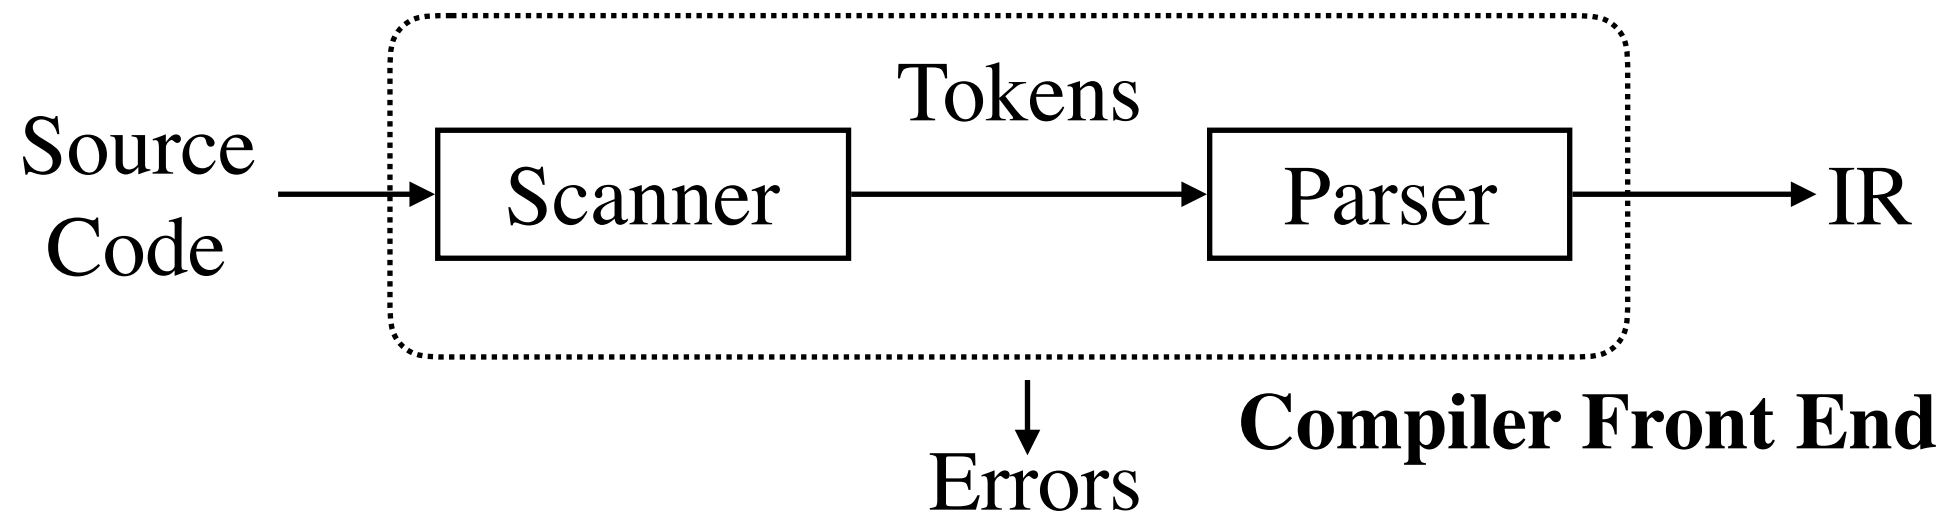 Tokens
Source
Code
Scanner
Parser
IR
Compiler Front End
Errors